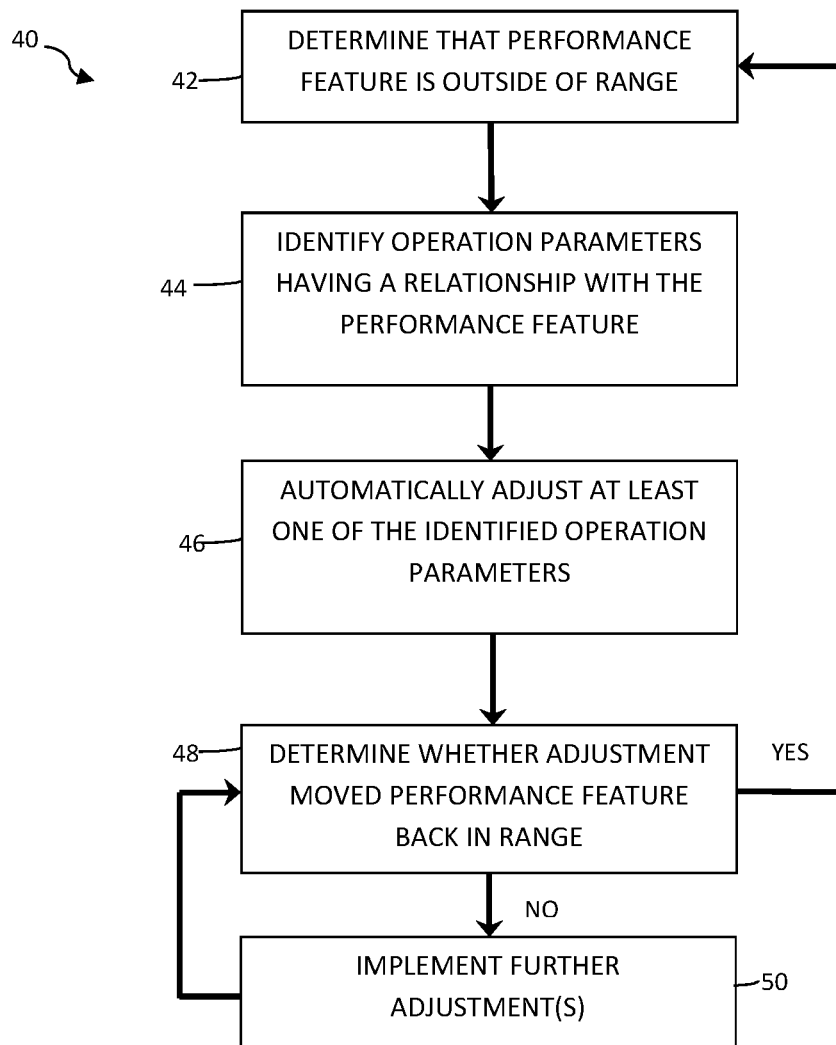 40
DETERMINE THAT PERFORMANCE
FEATURE IS OUTSIDE OF RANGE
42
IDENTIFY OPERATION PARAMETERS
HAVING A RELATIONSHIP WITH THE
PERFORMANCE FEATURE
44
AUTOMATICALLY ADJUST AT LEAST
ONE OF THE IDENTIFIED OPERATION
PARAMETERS
46
48
DETERMINE WHETHER ADJUSTMENT
MOVED PERFORMANCE FEATURE
BACK IN RANGE
YES
NO
IMPLEMENT FURTHER
ADJUSTMENT(S)
50